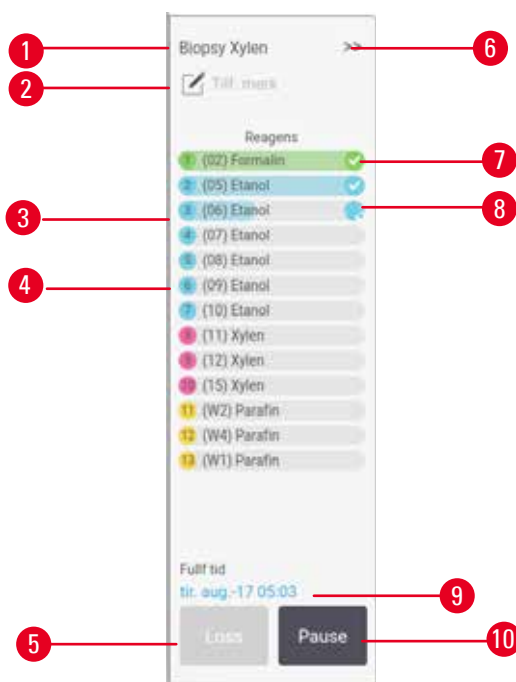 1
Biopsy Xylen
>>
6
2
Tilf. merk
Reagens
1 (02) Formalin
7
2 (05) Etanol
3
3 (06) Etanol
8
4 (07) Etanol
5 (08) Etanol
4
6 (09) Etanol
7 (10) Etanol
8 (11) Xylen
9 (12) Xylen
10 (15) Xylen
11 (W2) Parafin
12 (W4) Parafin
13 (W1) Parafin
Fullf tid
tir. aug.-17 05:03
9
5
Løss
Pause
10